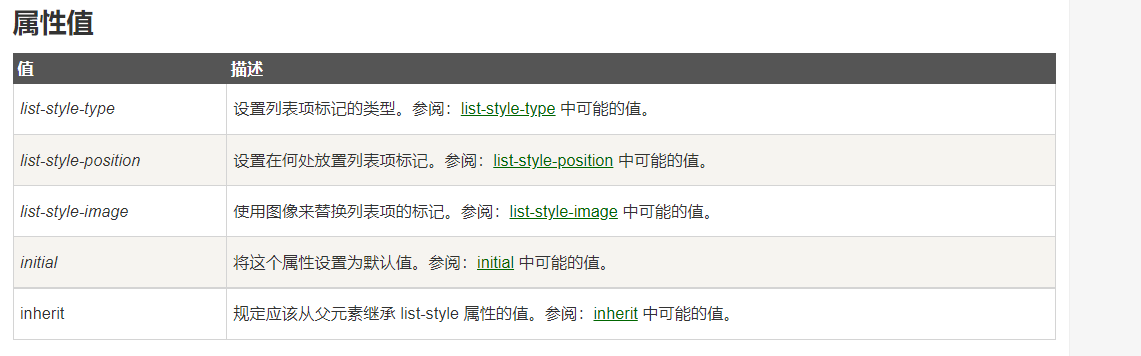 属性值
值 描述
list-style-type 设置列表项标记的类型。参阅：list-style-type 中可能的值。
list-style-position 设置在何处放置列表项标记。参阅：list-style-position 中可能的值。
list-style-image 使用图像来替换列表项的标记。参阅：list-style-image 中可能的值。
initial 将这个属性设置为默认值。参阅：initial 中可能的值。
inherit 规定应该从父元素继承 list-style 属性的值。参阅：inherit 中可能的值。